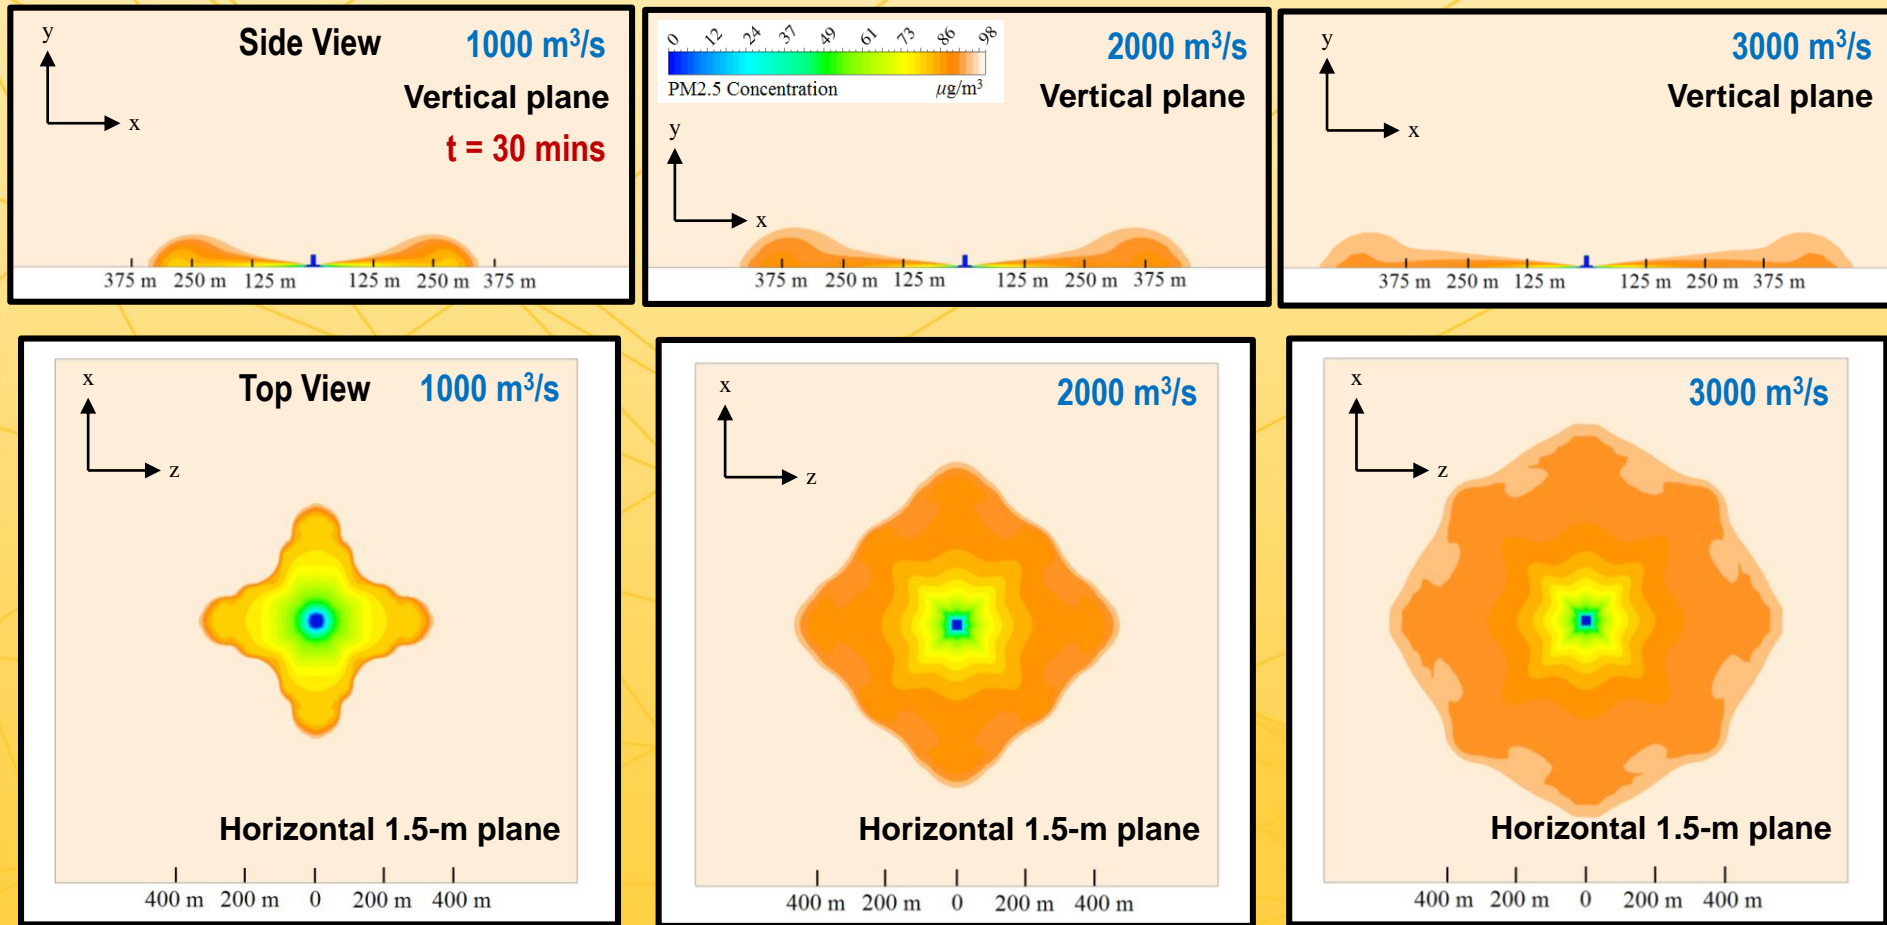 Side View
1000 m³/s
Vertical plane
t = 30 mins
y
x
375 m 250 m 125 m 125 m 250 m 375 m
0 12 24 37 49 61 73 86 98
PM2.5 Concentration μg/m³
2000 m³/s
Vertical plane
y
x
375 m 250 m 125 m 125 m 250 m 375 m
3000 m³/s
Vertical plane
y
x
375 m 250 m 125 m 125 m 250 m 375 m
Top View
1000 m³/s
x
z
Horizontal 1.5-m plane
400 m 200 m 0 200 m 400 m
2000 m³/s
x
z
Horizontal 1.5-m plane
400 m 200 m 0 200 m 400 m
3000 m³/s
x
z
Horizontal 1.5-m plane
400 m 200 m 0 200 m 400 m